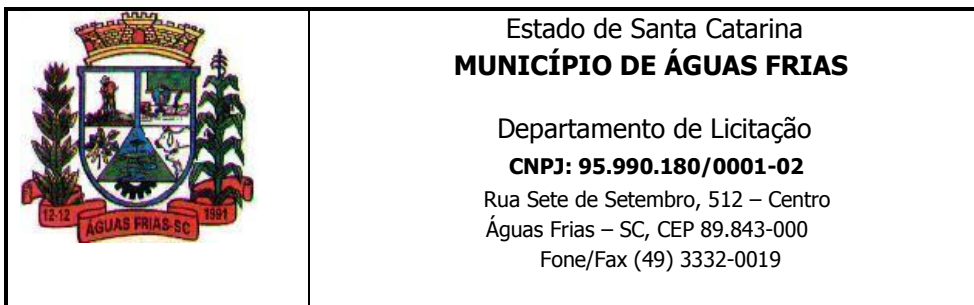 12-12
ÁGUAS FRIAS-SC
1991
Estado de Santa Catarina
MUNICÍPIO DE ÁGUAS FRIAS
Departamento de Licitação
CNPJ: 95.990.180/0001-02
Rua Sete de Setembro, 512 – Centro
Águas Frias – SC, CEP 89.843-000
Fone/Fax (49) 3332-0019